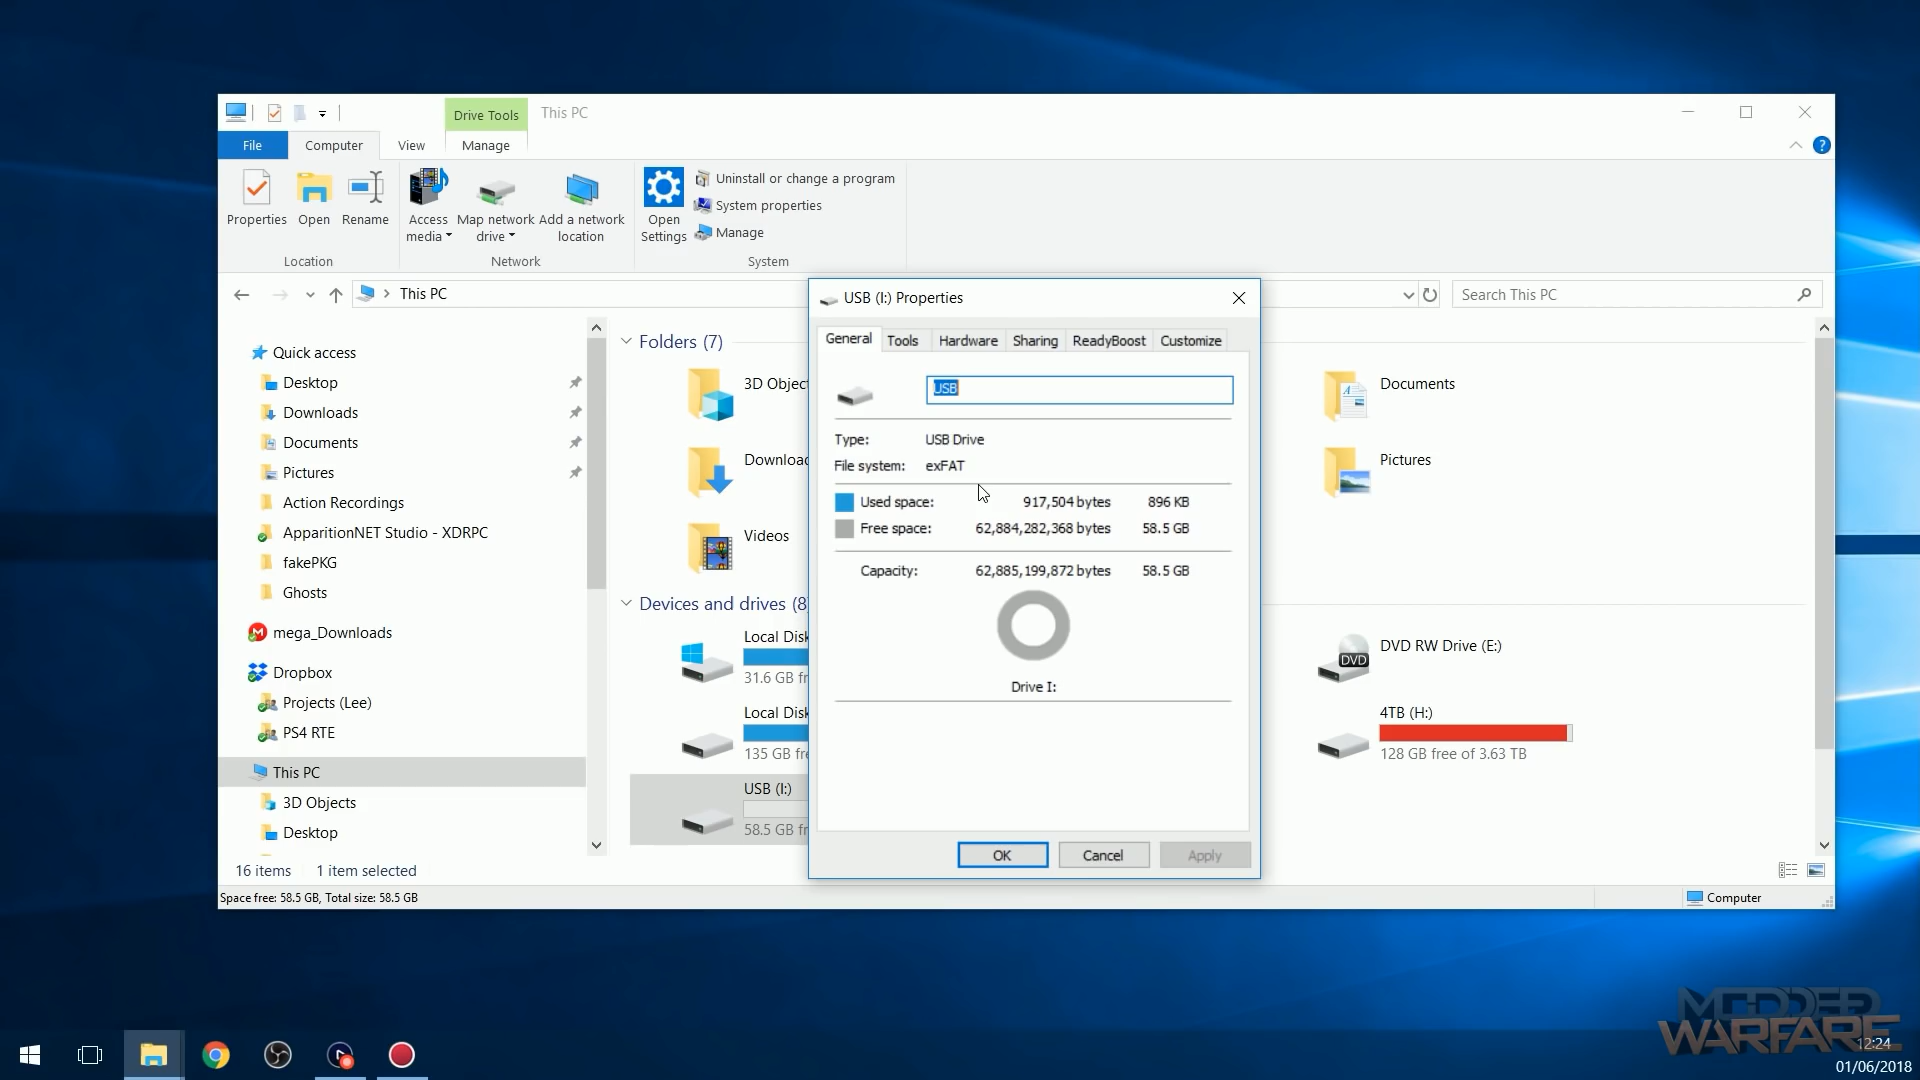 Drive Tools
This PC
File
Computer
View
Manage
Properties
Open
Rename
Access media
Map network drive
Add a network location
Open Settings
Uninstall or change a program
System properties
Manage
Location
Network
System
This PC
Search This PC
Quick access
Desktop
Downloads
Documents
Pictures
Action Recordings
ApparitionNET Studio - XDRPC
fakePKG
Ghosts
mega_Downloads
Dropbox
Projects (Lee)
PS4 RTE
This PC
3D Objects
Desktop
Folders (7)
3D Objec
Downloac
Videos
Documents
Pictures
Devices and drives (8
Local Disk
31.6 GB fr
Local Disk
135 GB fre
USB (I:)
58.5 GB fr
DVD RW Drive (E:)
DVD
4TB (H:)
128 GB free of 3.63 TB
USB (I:) Properties
General
Tools
Hardware
Sharing
ReadyBoost
Customize
USB
Type: USB Drive
File system: exFAT
Used space: 917,504 bytes 896 KB
Free space: 62,884,282,368 bytes 58.5 GB
Capacity: 62,885,199,872 bytes 58.5 GB
Drive I:
OK
Cancel
Apply
16 items
1 item selected
Space free: 58.5 GB, Total size: 58.5 GB
Computer
MODDED
WARFARE
12:24
01/06/2018